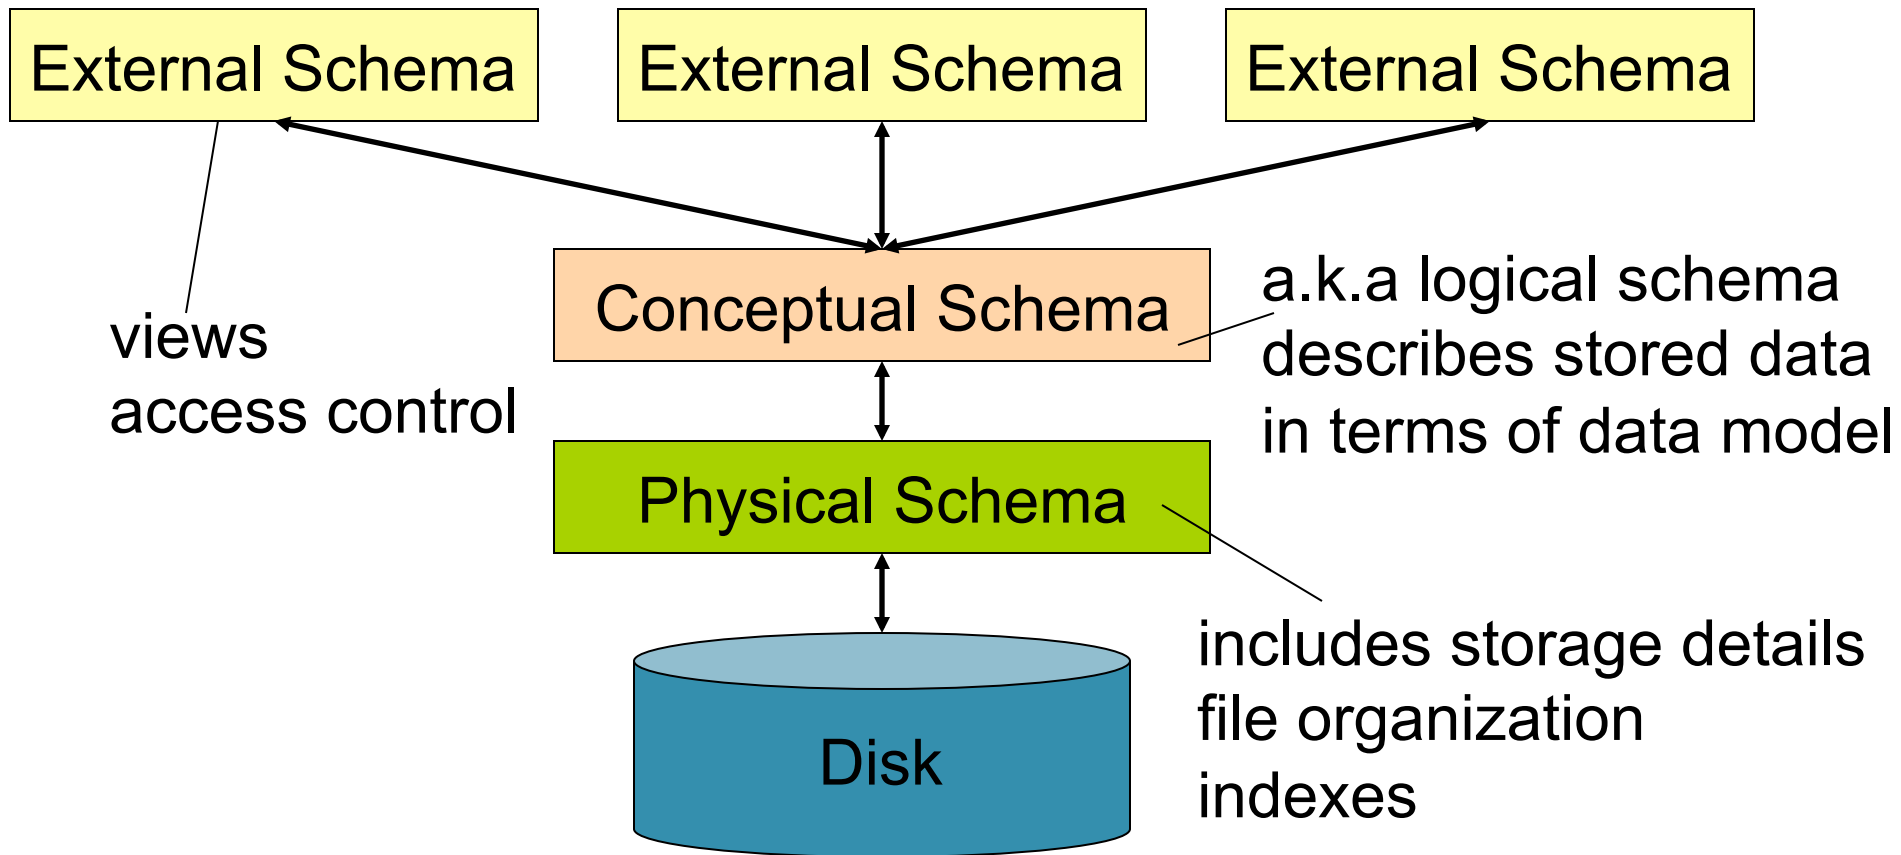 External Schema
External Schema
External Schema
Conceptual Schema
a.k.a logical schema
describes stored data
in terms of data model
views
access control
Physical Schema
includes storage details
file organization
indexes
Disk